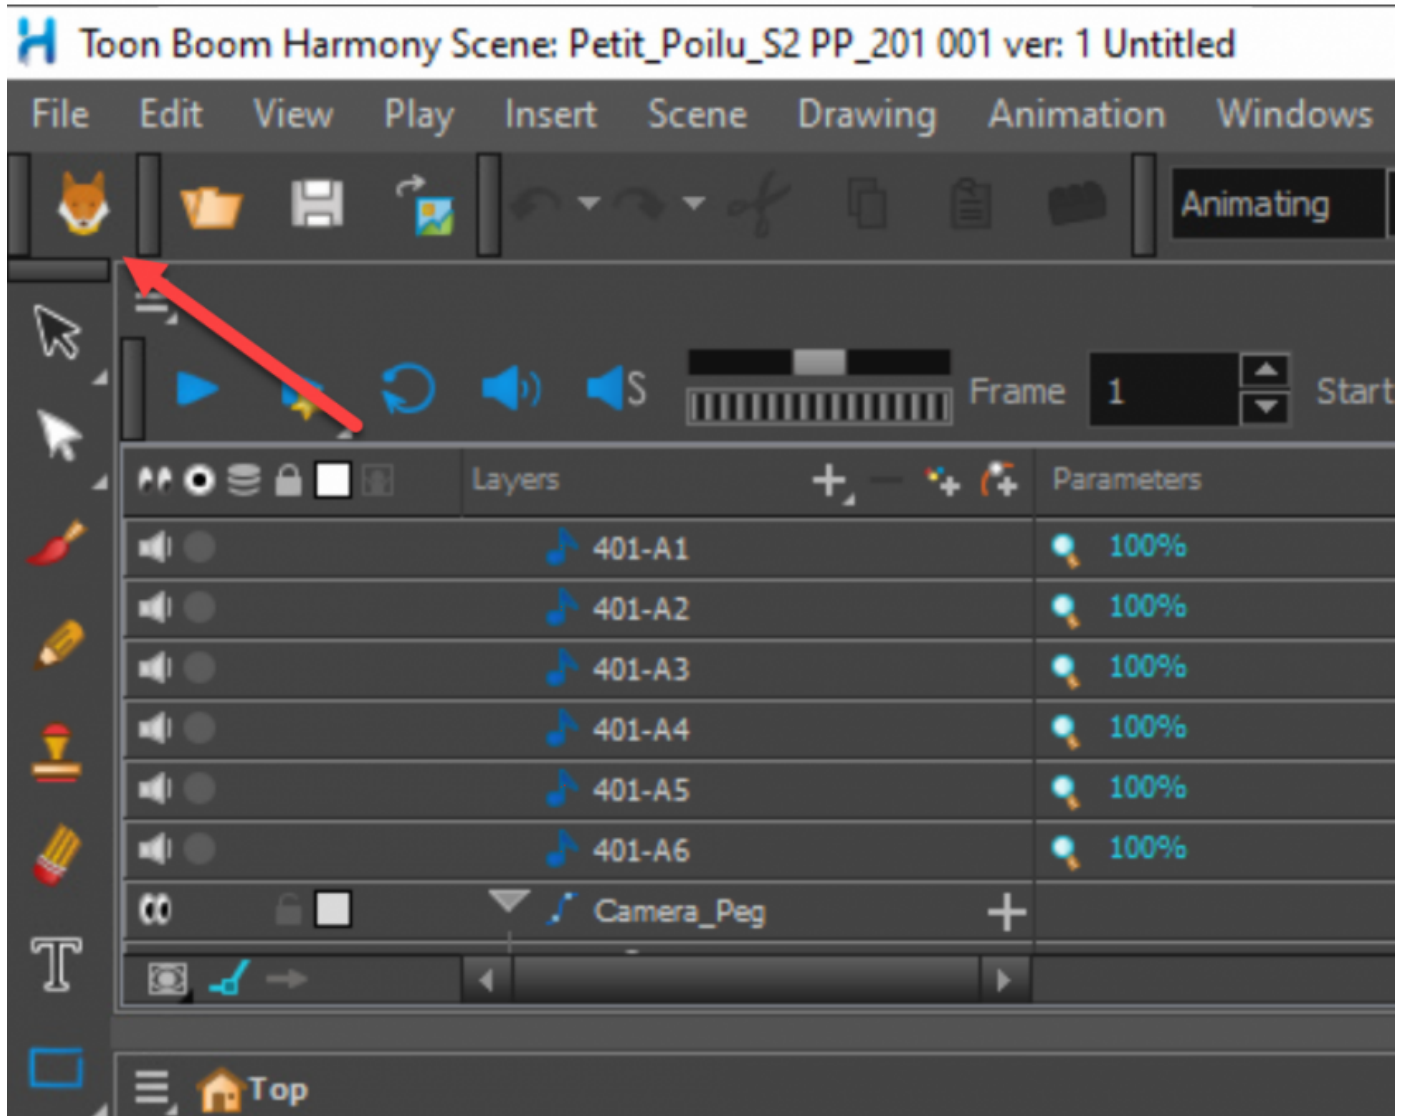 Toon Boom Harmony Scene: Petit_Poilu_S2 PP_201 001 ver: 1 Untitled
File Edit View Play Insert Scene Drawing Animation Windows
Animating
S Frame 1 Start
Layers Parameters
401-A1 100%
401-A2 100%
401-A3 100%
401-A4 100%
401-A5 100%
401-A6 100%
Camera_Peg
T
Top